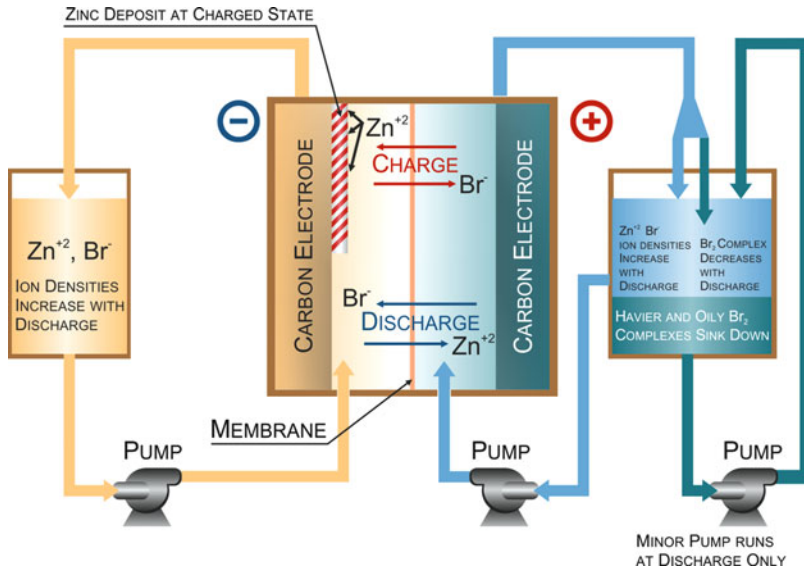 ZINC DEPOSIT AT CHARGED STATE
−
+
CARBON ELECTRODE
Zn+2
CHARGE
Br-
Br-
DISCHARGE
Zn+2
CARBON ELECTRODE
Zn+2, Br-
ION DENSITIES
INCREASE WITH
DISCHARGE
Zn+2 Br-
ION DENSITIES
INCREASE
WITH
DISCHARGE
Br2 COMPLEX
DECREASES
WITH
DISCHARGE
HAVIER AND OILY Br2
COMPLEXES SINK DOWN
MEMBRANE
PUMP
PUMP
PUMP
MINOR PUMP RUNS
AT DISCHARGE ONLY